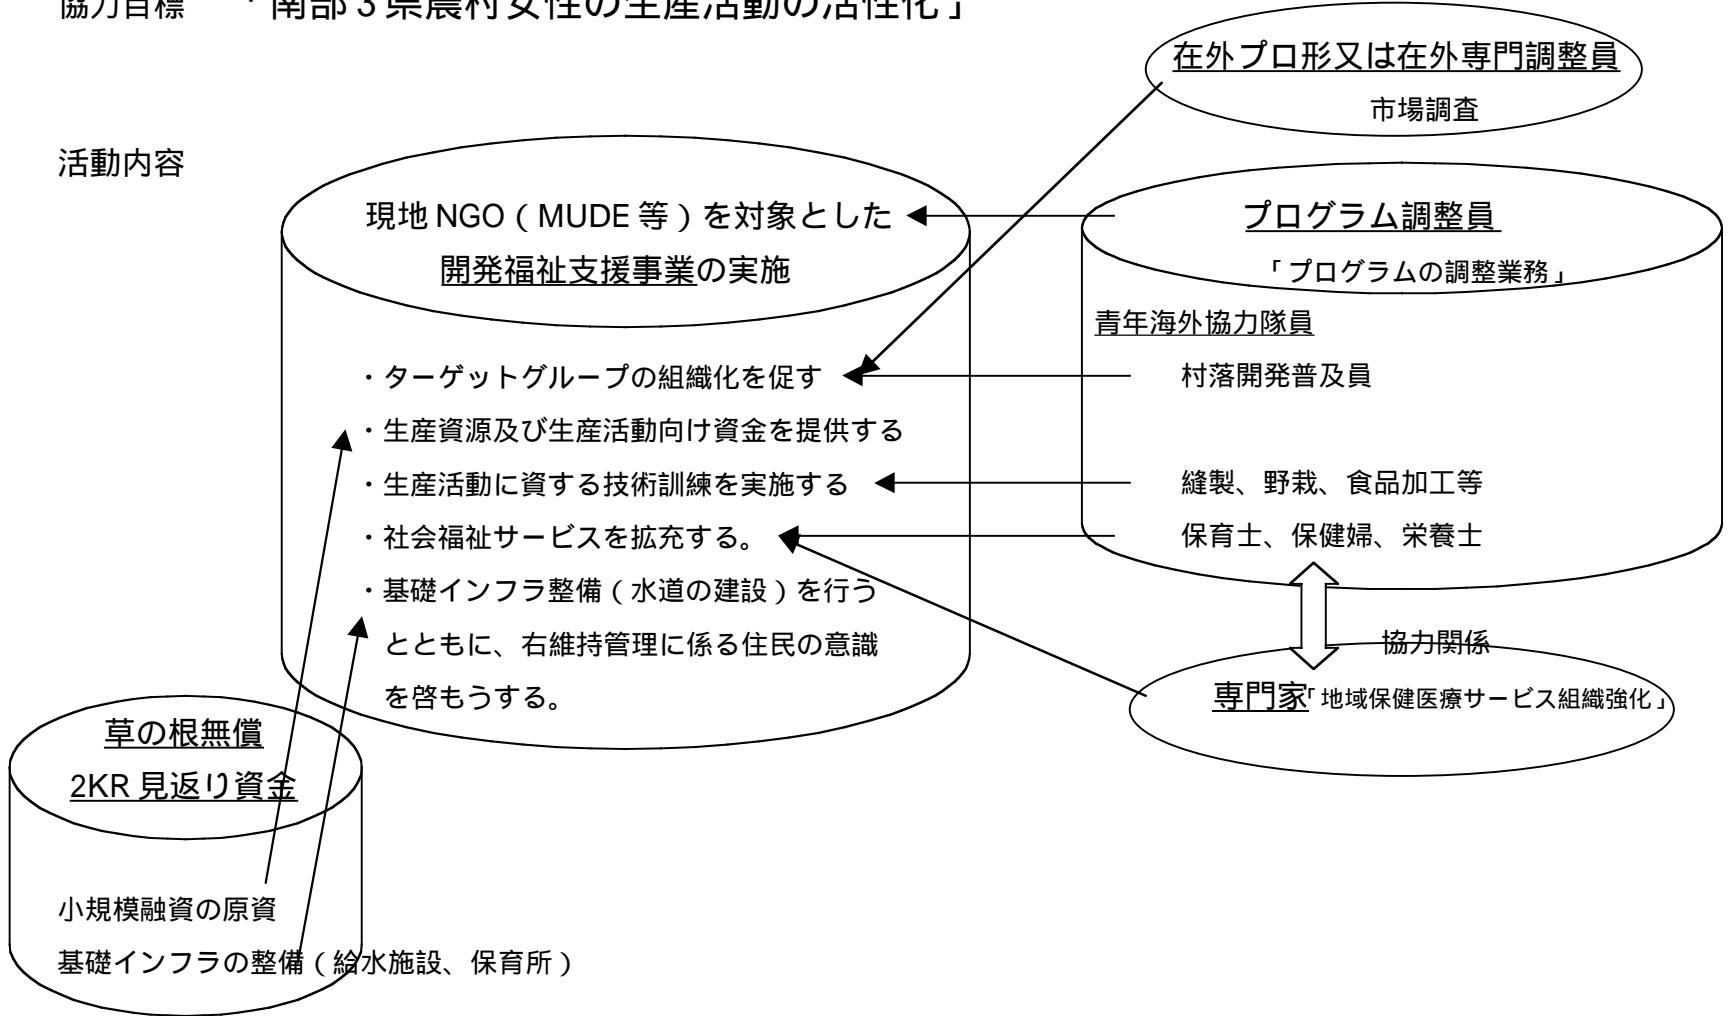 協力目標 「南部3県農村女性の生産活動の活性化」
在外プロ形又は在外専門調整員
市場調査
活動内容
現地NGO(MUDE等)を対象とした
開発福祉支援事業の実施
・ターゲットグループの組織化を促す
・生産資源及び生産活動向け資金を提供する
・生産活動に資する技術訓練を実施する
・社会福祉サービスを拡充する。
・基礎インフラ整備(水道の建設)を行う
とともに、右維持管理に係る住民の意識
を啓もうする。
プログラム調整員
「プログラムの調整業務」
青年海外協力隊員
村落開発普及員
縫製、野栽、食品加工等
保育士、保健婦、栄養士
協力関係
専門家「地域保健医療サービス組織強化」
草の根無償
2KR見返り資金
小規模融資の原資
基礎インフラの整備(給水施設、保育所)